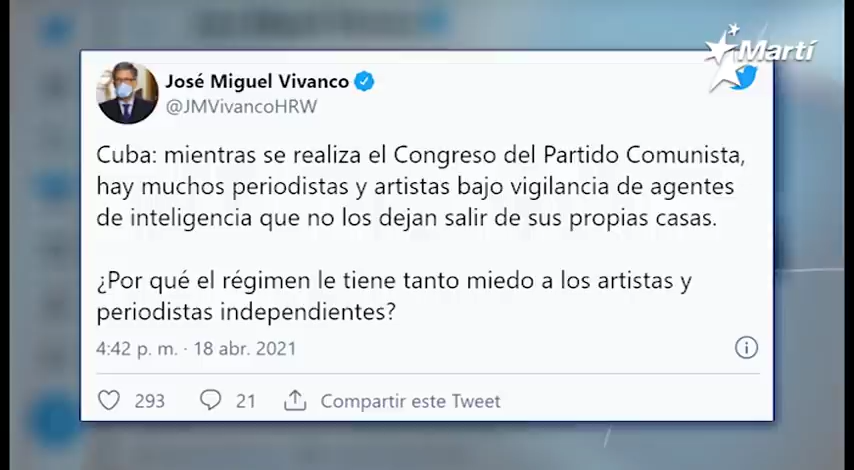 Martí
José Miguel Vivanco
@JMVivancoHRW
Cuba: mientras se realiza el Congreso del Partido Comunista,
hay muchos periodistas y artistas bajo vigilancia de agentes
de inteligencia que no los dejan salir de sus propias casas.
¿Por qué el régimen le tiene tanto miedo a los artistas y
periodistas independientes?
4:42 p. m. · 18 abr. 2021
293 21 Compartir este Tweet